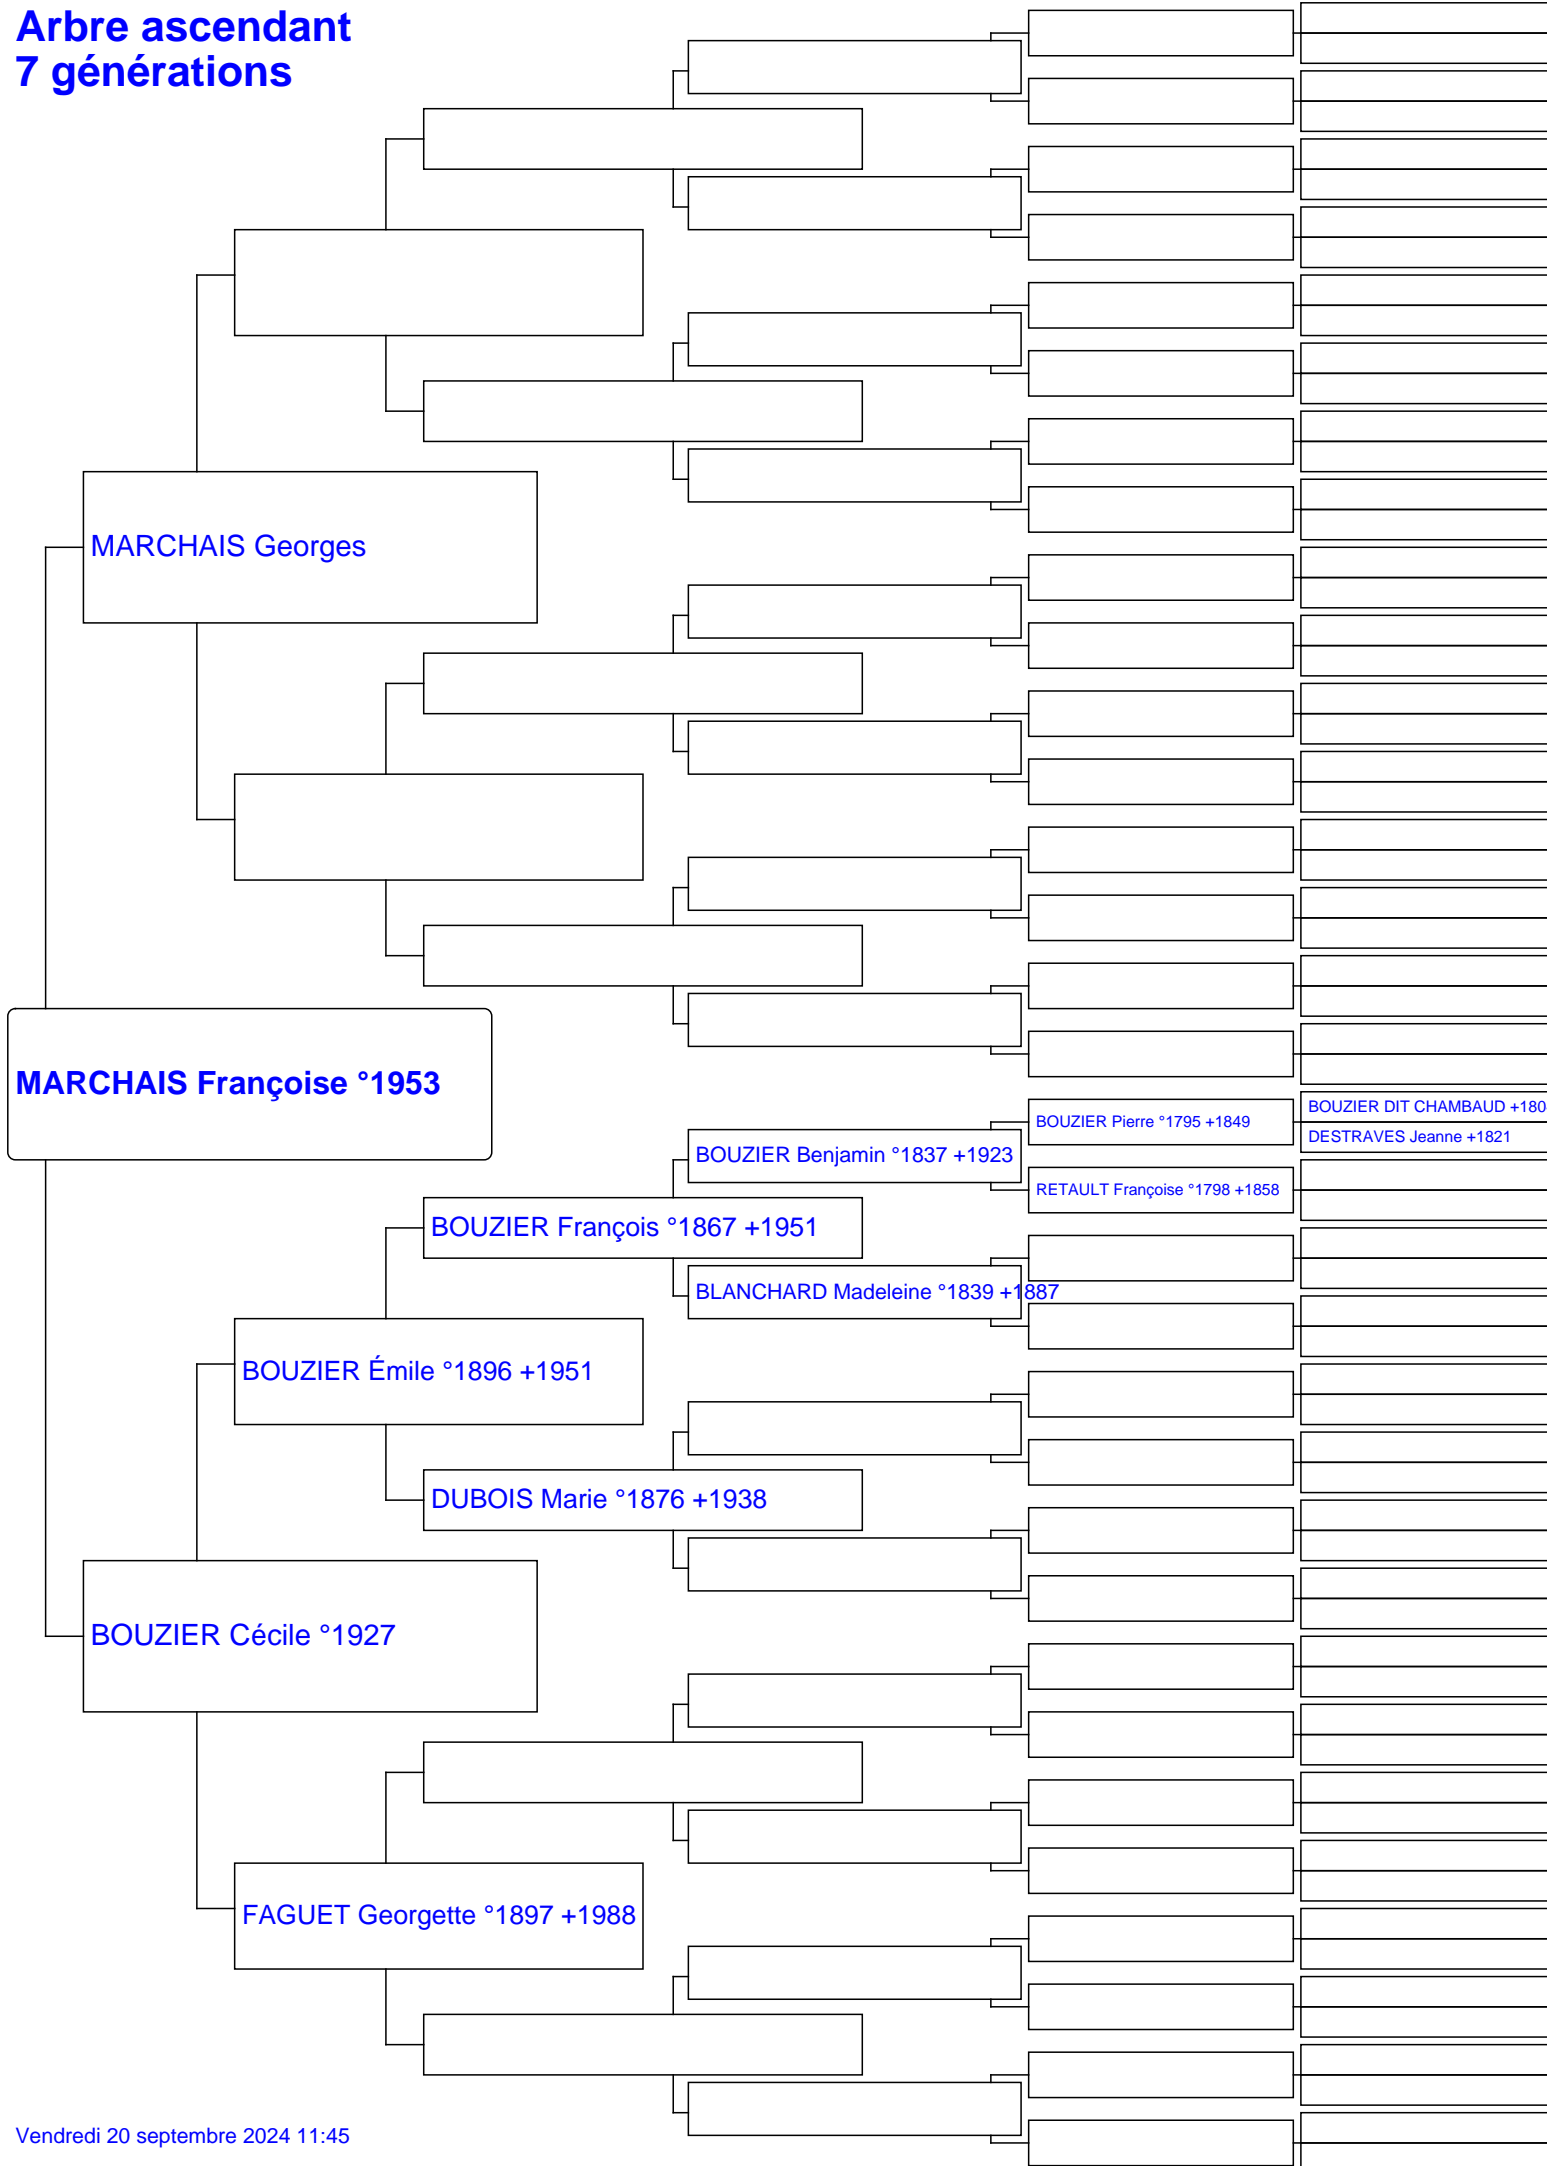 Arbre ascendant
7 générations
MARCHAIS Georges
MARCHAIS Françoise °1953
BOUZIER DIT CHAMBAUD
BOUZIER Pierre °1795 +1849
DESTRAVES Jeanne +1821
BOUZIER Benjamin °1837 +1923
RETAULT Françoise °1798 +1858
BOUZIER François °1867 +1951
BLANCHARD Madeleine °1839 +1887
BOUZIER Émile °1896 +1951
DUBOIS Marie °1876 +1938
BOUZIER Cécile °1927
FAGUET Georgette °1897 +1988
Vendredi 20 septembre 2024 11:45